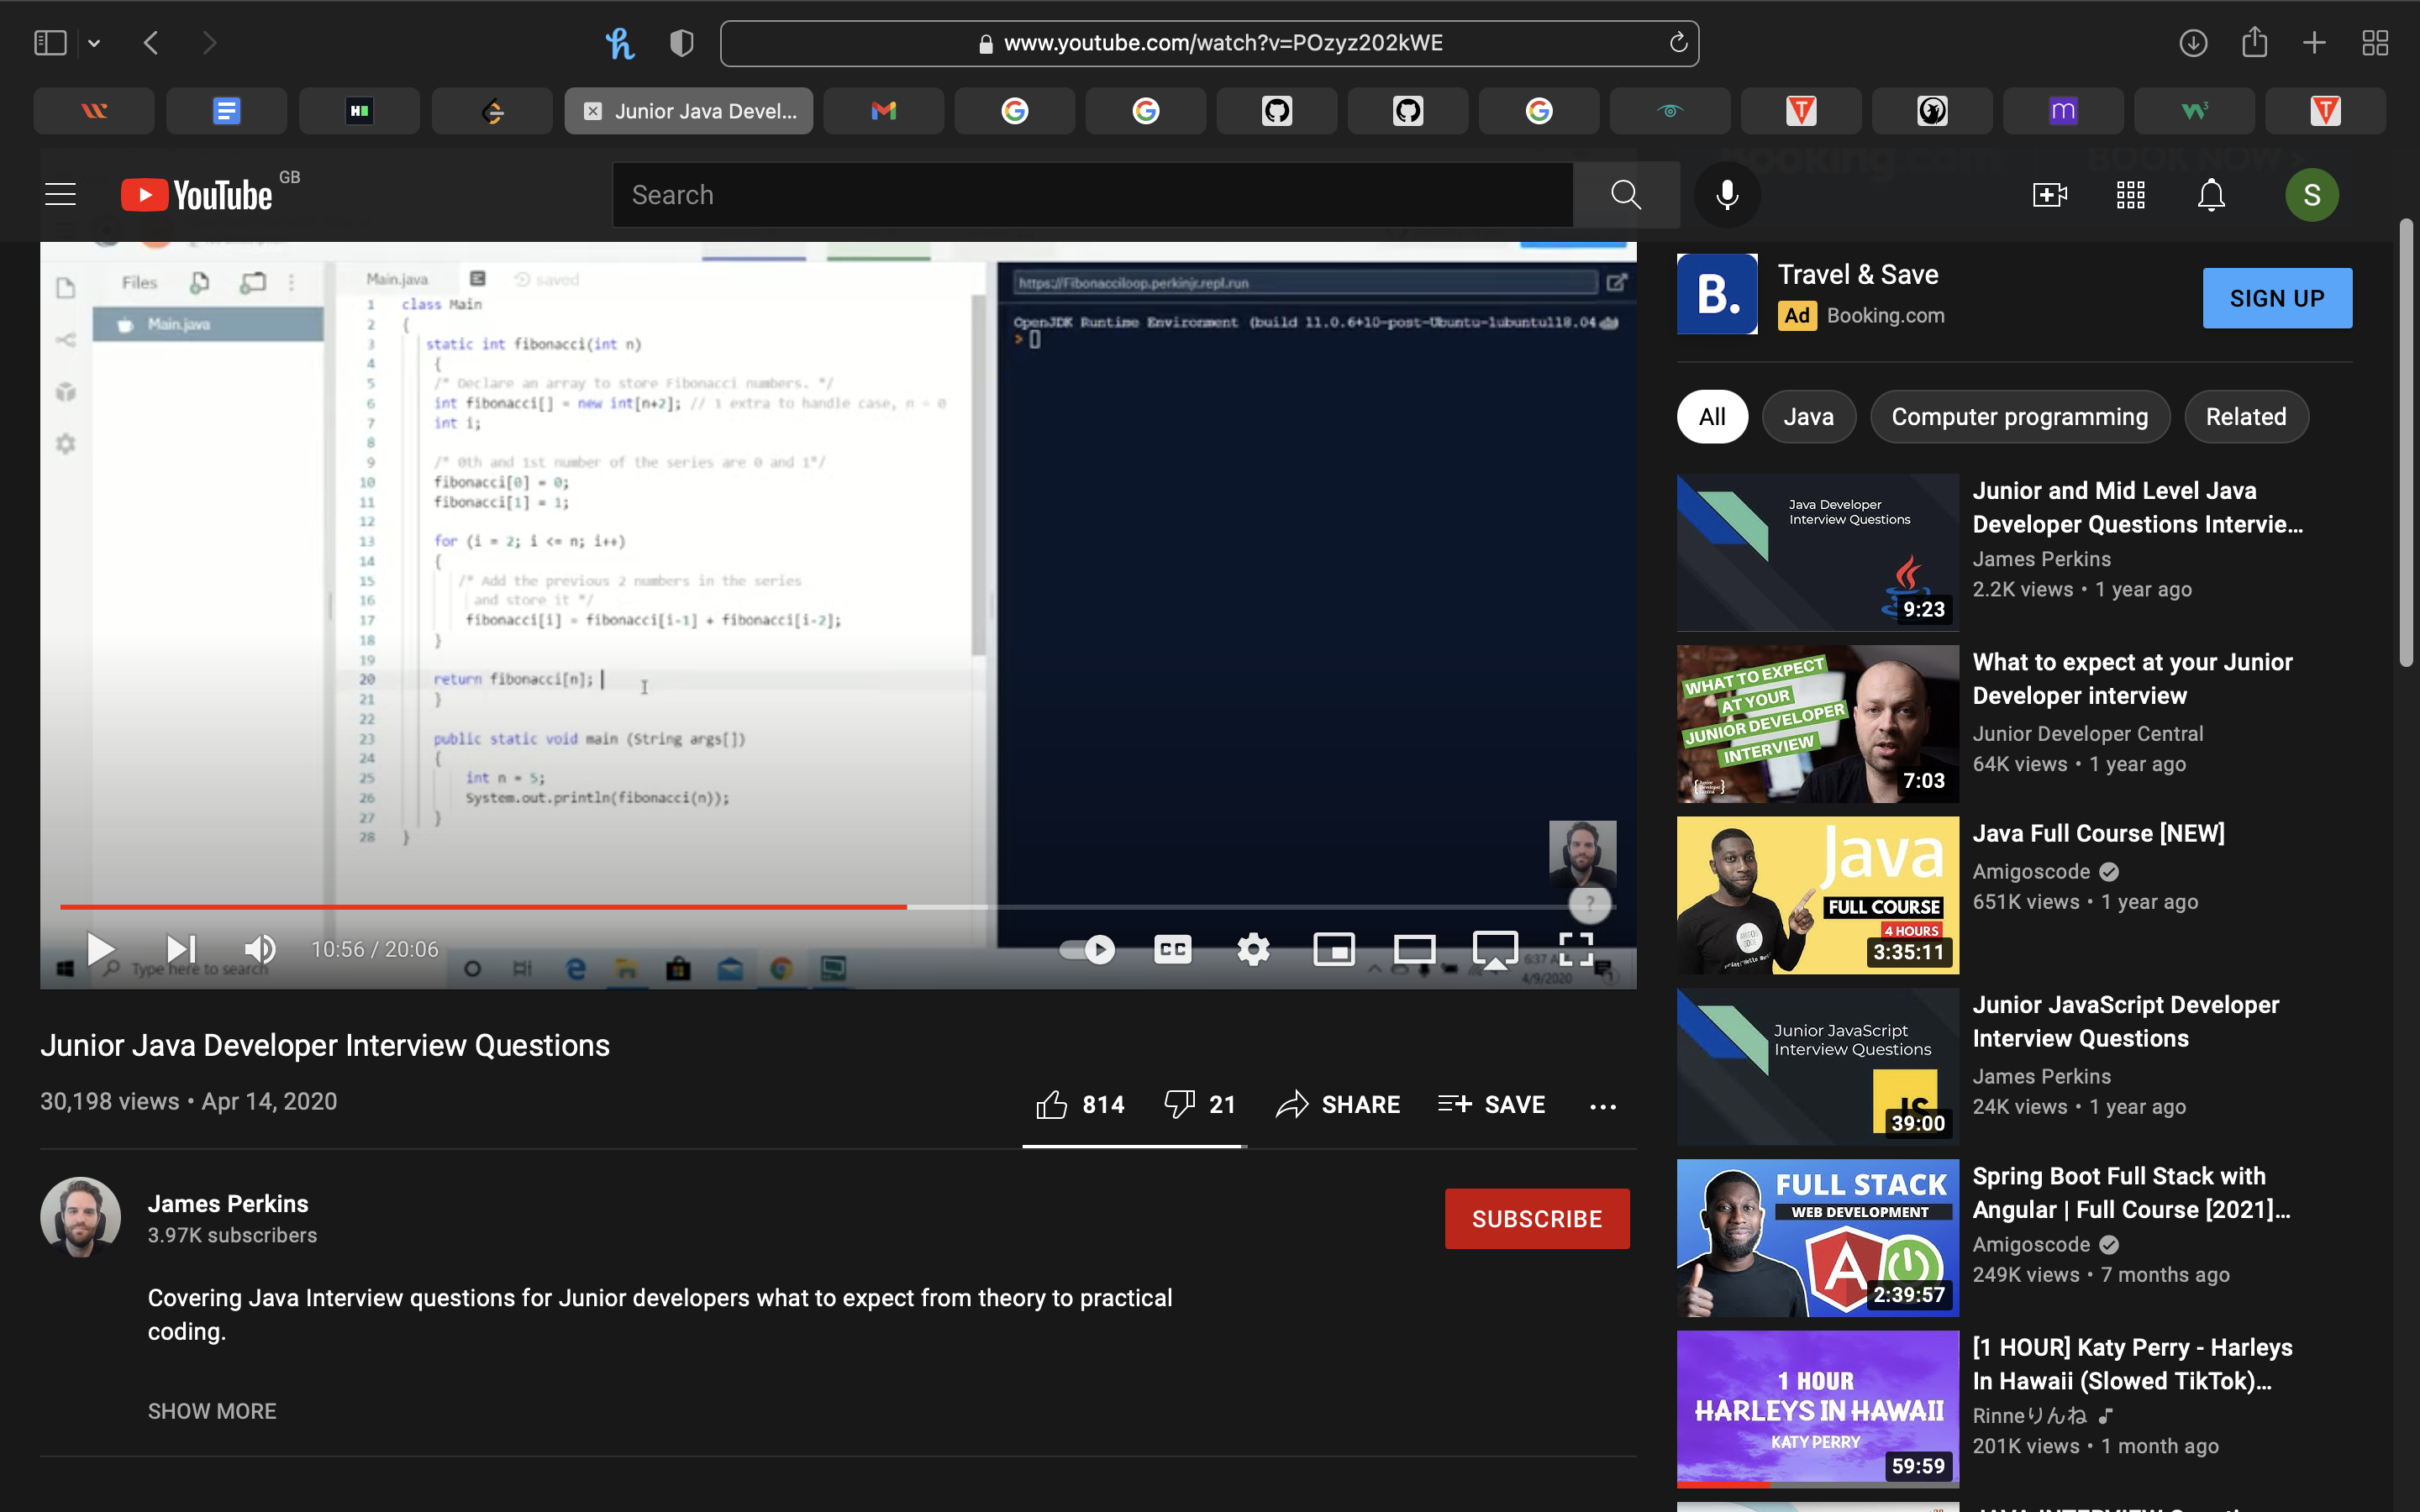 www.youtube.com/watch?v=POzyz202kWE
Junior Java Devel...
YouTube GB
Search
S
Files
Main.java
saved
Main.java
1 class Main
2 {
3 static int fibonacci(int n)
4 {
5 /* Declare an array to store Fibonacci numbers. */
6 int fibonacci[] = new int[n+2]; // 1 extra to handle case, n = 0
7 int i;
8
9 /* 0th and 1st number of the series are 0 and 1*/
10 fibonacci[0] = 0;
11 fibonacci[1] = 1;
12
13 for (i = 2; i <= n; i++)
14 {
15 /* Add the previous 2 numbers in the series
16 and store it */
17 fibonacci[i] = fibonacci[i-1] + fibonacci[i-2];
18 }
19
20 return fibonacci[n];
21 }
22
23 public static void main (String args[])
24 {
25 int n = 5;
26 System.out.println(fibonacci(n));
27 }
28 }
https://Fibonacciloop.perkinjr.repl.run
OpenJDK Runtime Environment (build 11.0.6+10-post-Ubuntu-1ubuntu118.04
>
?
10:56 / 20:06
CC
Type here to search
6:37
4/9/2020
Junior Java Developer Interview Questions
30,198 views • Apr 14, 2020
814
21
SHARE
SAVE
James Perkins
3.97K subscribers
SUBSCRIBE
Covering Java Interview questions for Junior developers what to expect from theory to practical
coding.
SHOW MORE
B.
Travel & Save
Ad Booking.com
SIGN UP
All
Java
Computer programming
Related
Java Developer
Interview Questions
9:23
Junior and Mid Level Java
Developer Questions Intervie...
James Perkins
2.2K views • 1 year ago
WHAT TO EXPECT
AT YOUR
JUNIOR DEVELOPER
INTERVIEW
7:03
What to expect at your Junior
Developer interview
Junior Developer Central
64K views • 1 year ago
Java
FULL COURSE
4 HOURS
3:35:11
Java Full Course [NEW]
Amigoscode
651K views • 1 year ago
Junior JavaScript
Interview Questions
JS
39:00
Junior JavaScript Developer
Interview Questions
James Perkins
24K views • 1 year ago
FULL STACK
WEB DEVELOPMENT
A
2:39:57
Spring Boot Full Stack with
Angular | Full Course [2021]...
Amigoscode
249K views • 7 months ago
1 HOUR
HARLEYS IN HAWAII
KATY PERRY
59:59
[1 HOUR] Katy Perry - Harleys
In Hawaii (Slowed TikTok)...
Rinneりんね
201K views • 1 month ago